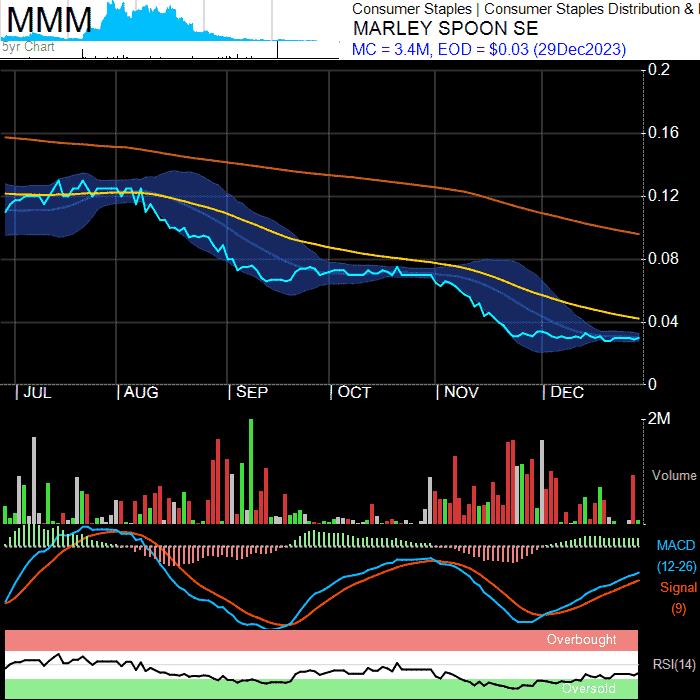 MMM
5yr Chart
Consumer Staples | Consumer Staples Distribution &
MARLEY SPOON SE
MC = 3.4M, EOD = $0.03 (29Dec2023)
0.2
0.16
0.12
0.08
0.04
0
| JUL | AUG | SEP | OCT | NOV | DEC
2M
Volume
MACD
(12-26)
Signal
(9)
Overbought
RSI(14)
Oversold